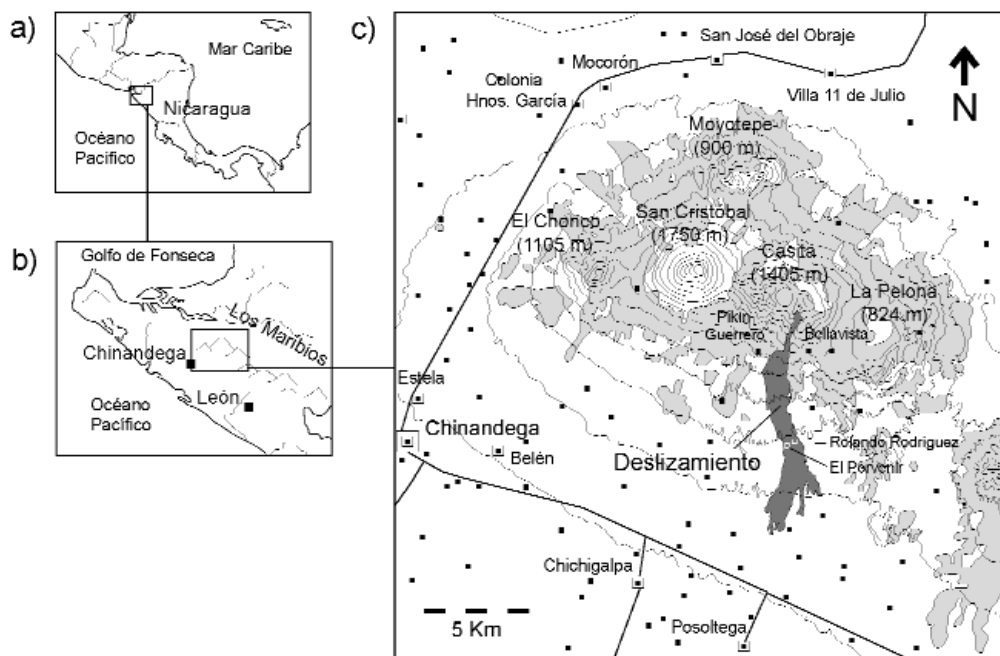 a)
Mar Caribe
Nicaragua
Océano
Pacífico
b)
Golfo de Fonseca
Los Maribios
Chinandega
León
Océano
Pacífico
c)
San José del Obraje
Mocorón
Colonia
Hnos. García
Villa 11 de Julio
N
Moyotepe
(900 m)
El Chonco
(1105 m)
San Cristóbal
(1750 m)
Casita
(1405 m)
La Pelona
(824 m)
Pikin
Guerrero
Bellavista
Estela
Chinandega
Belén
Deslizamiento
Rolando Rodriguez
El Porvenir
Chichigalpa
5 Km
Posoltega